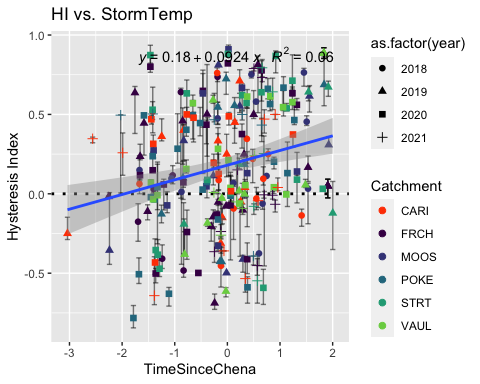 HI vs. StormTemp
y = 0.18 + 0.0924 x  R² = 0.06
Hysteresis Index
1.0
0.5
0.0
-0.5
-3 -2 -1 0 1 2
TimeSinceChena
as.factor(year)
2018
2019
2020
2021
Catchment
CARI
FRCH
MOOS
POKE
STRT
VAUL